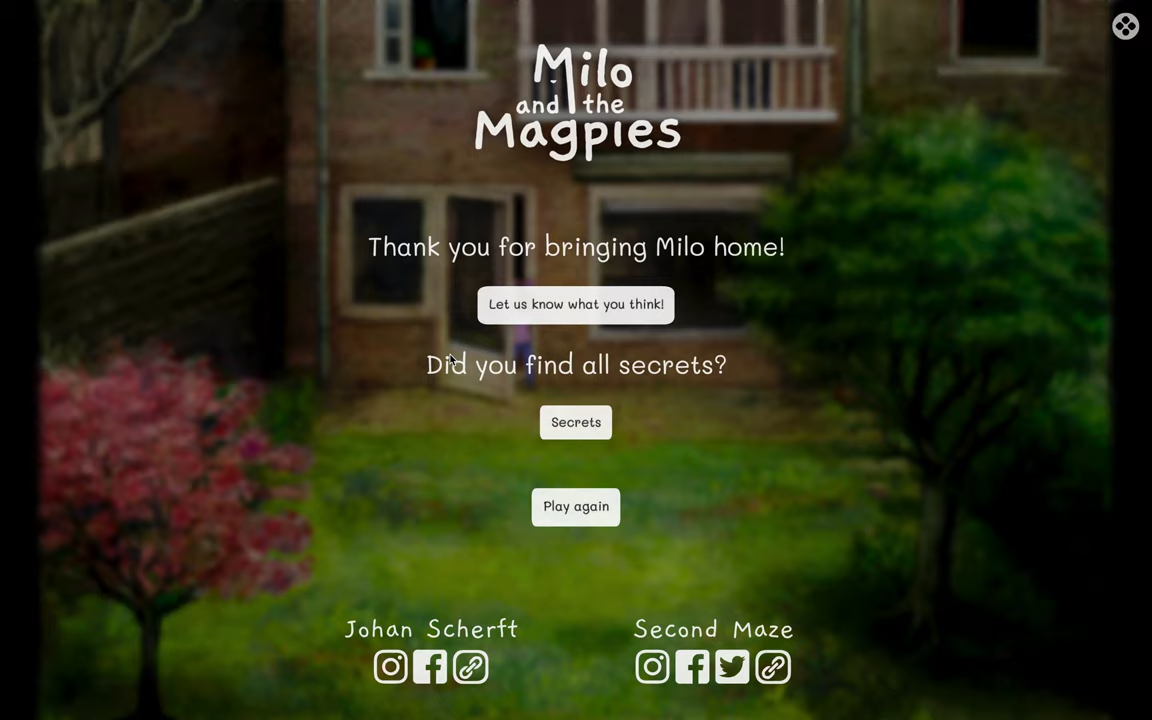 Milo
and the
Magpies
Thank you for bringing Milo home!
Let us know what you think!
Did you find all secrets?
Secrets
Play again
Johan Scherft
Second Maze